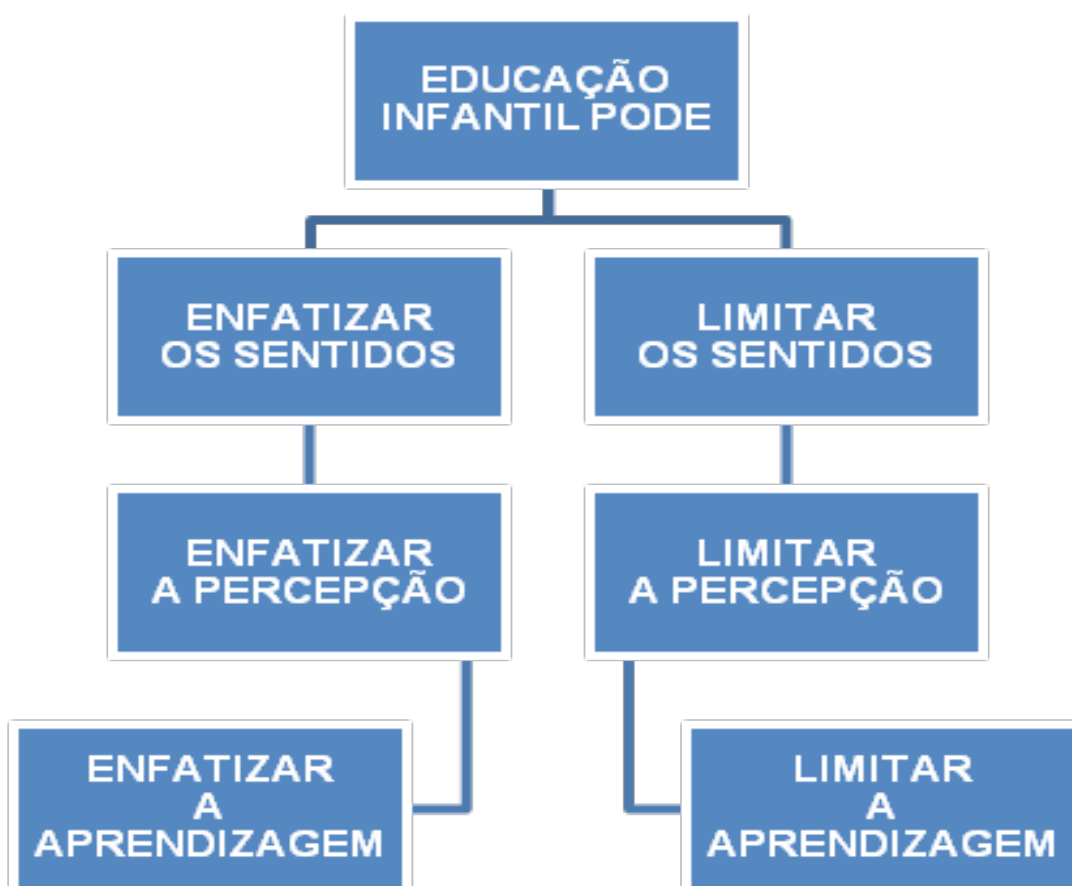 EDUCAÇÃO
INFANTIL PODE
ENFATIZAR
OS SENTIDOS
LIMITAR
OS SENTIDOS
ENFATIZAR
A PERCEPÇÃO
LIMITAR
A PERCEPÇÃO
ENFATIZAR
A
APRENDIZAGEM
LIMITAR
A
APRENDIZAGEM